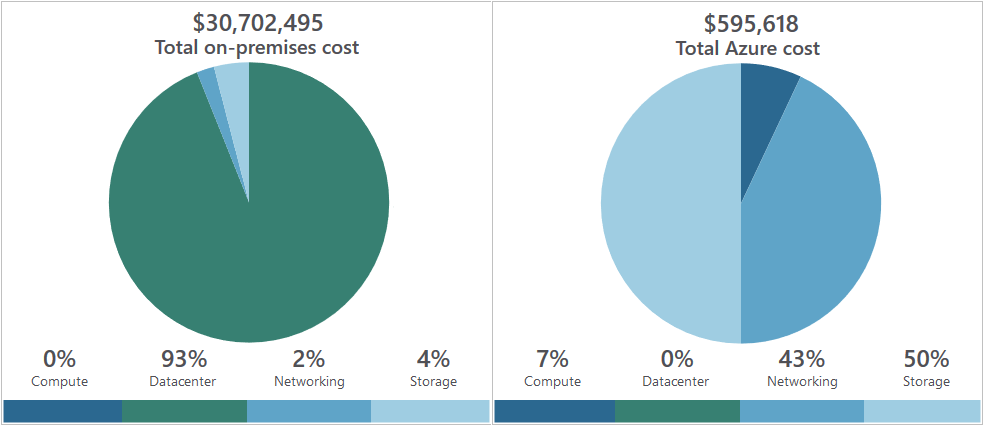 $30,702,495
Total on-premises cost
0% 93% 2% 4%
Compute Datacenter Networking Storage
$595,618
Total Azure cost
7% 0% 43% 50%
Compute Datacenter Networking Storage